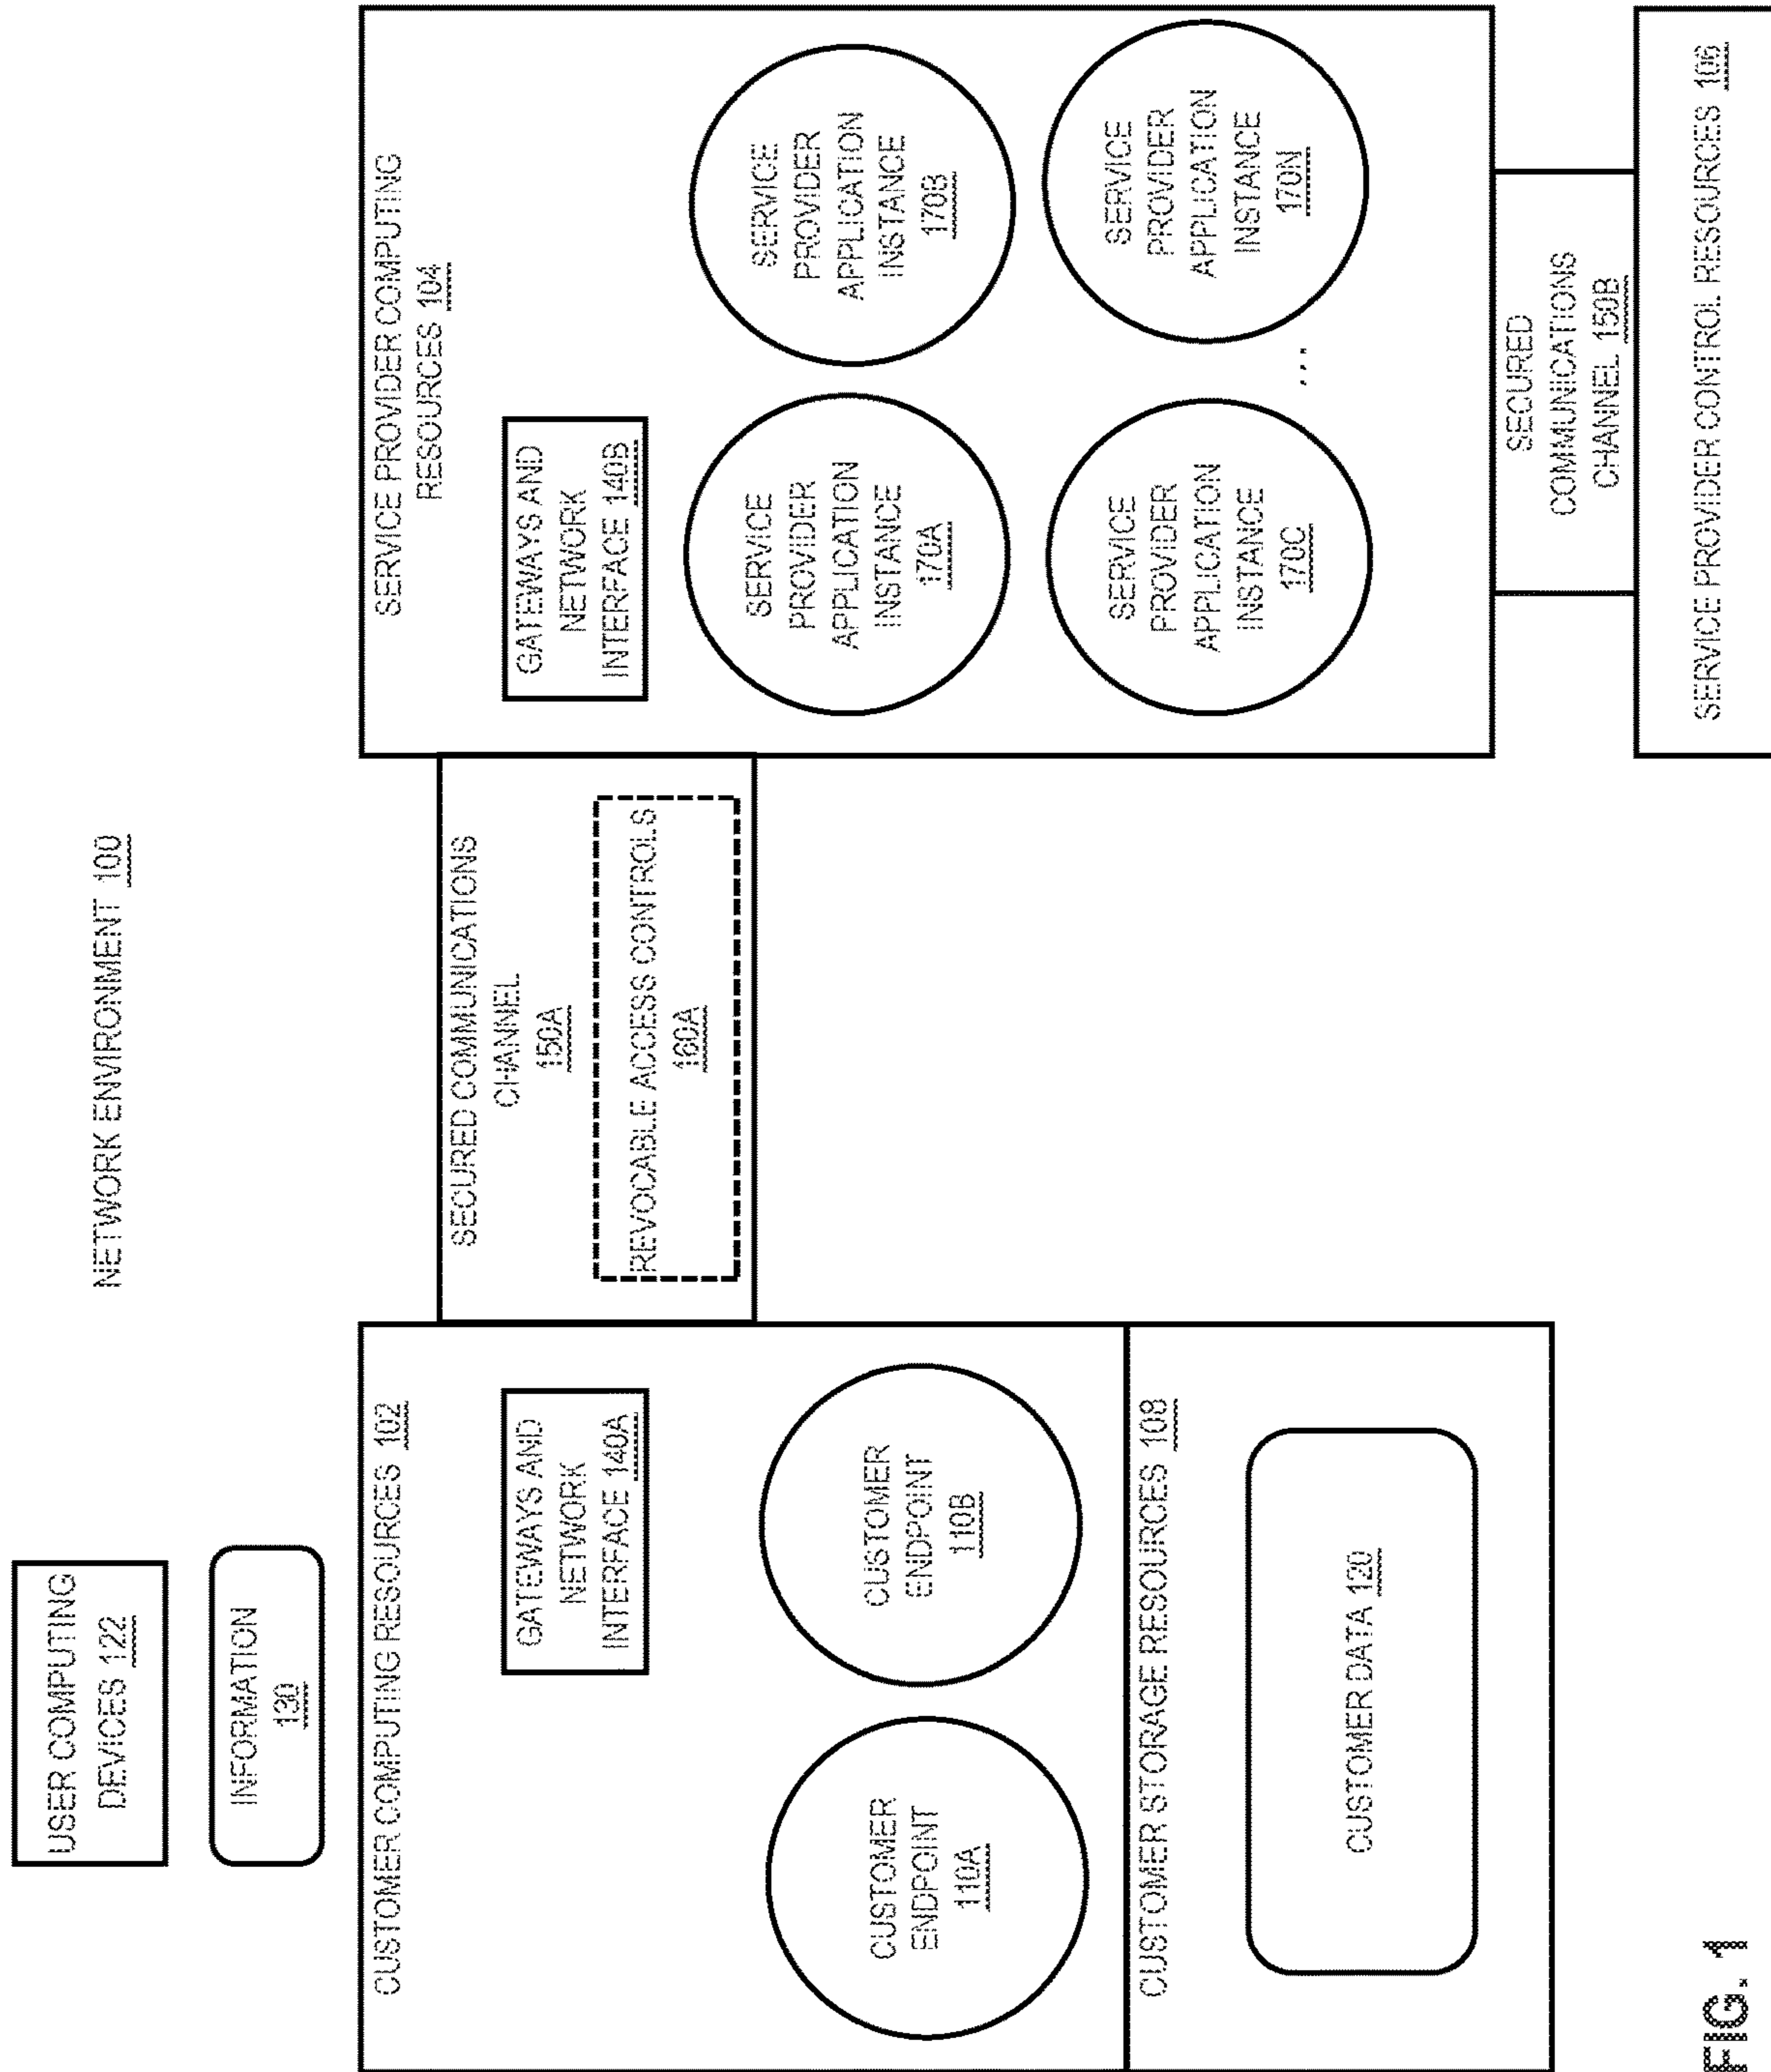 NETWORK ENVIRONMENT 100
USER COMPUTING
DEVICES 122
INFORMATION
130
CUSTOMER COMPUTING RESOURCES 102
GATEWAYS AND
NETWORK
INTERFACE 140A
CUSTOMER
ENDPOINT
110A
CUSTOMER
ENDPOINT
110B
CUSTOMER STORAGE RESOURCES 108
CUSTOMER DATA 120
SECURED COMMUNICATIONS
CHANNEL
150A
REVOCABLE ACCESS CONTROLS
160A
SERVICE PROVIDER COMPUTING
RESOURCES 104
GATEWAYS AND
NETWORK
INTERFACE 140B
SERVICE
PROVIDER
APPLICATION
INSTANCE
170A
SERVICE
PROVIDER
APPLICATION
INSTANCE
170B
SERVICE
PROVIDER
APPLICATION
INSTANCE
170C
...
SERVICE
PROVIDER
APPLICATION
INSTANCE
170N
SECURED
COMMUNICATIONS
CHANNEL 150B
SERVICE PROVIDER CONTROL RESOURCES 106
FIG. 1